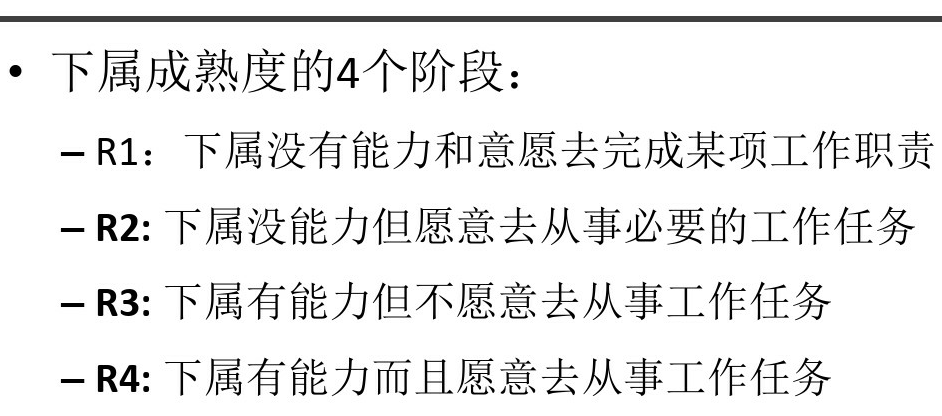 • 下属成熟度的4个阶段：
– R1：下属没有能力和意愿去完成某项工作职责
– R2: 下属没能力但愿意去从事必要的工作任务
– R3: 下属有能力但不愿意去从事工作任务
– R4: 下属有能力而且愿意去从事工作任务